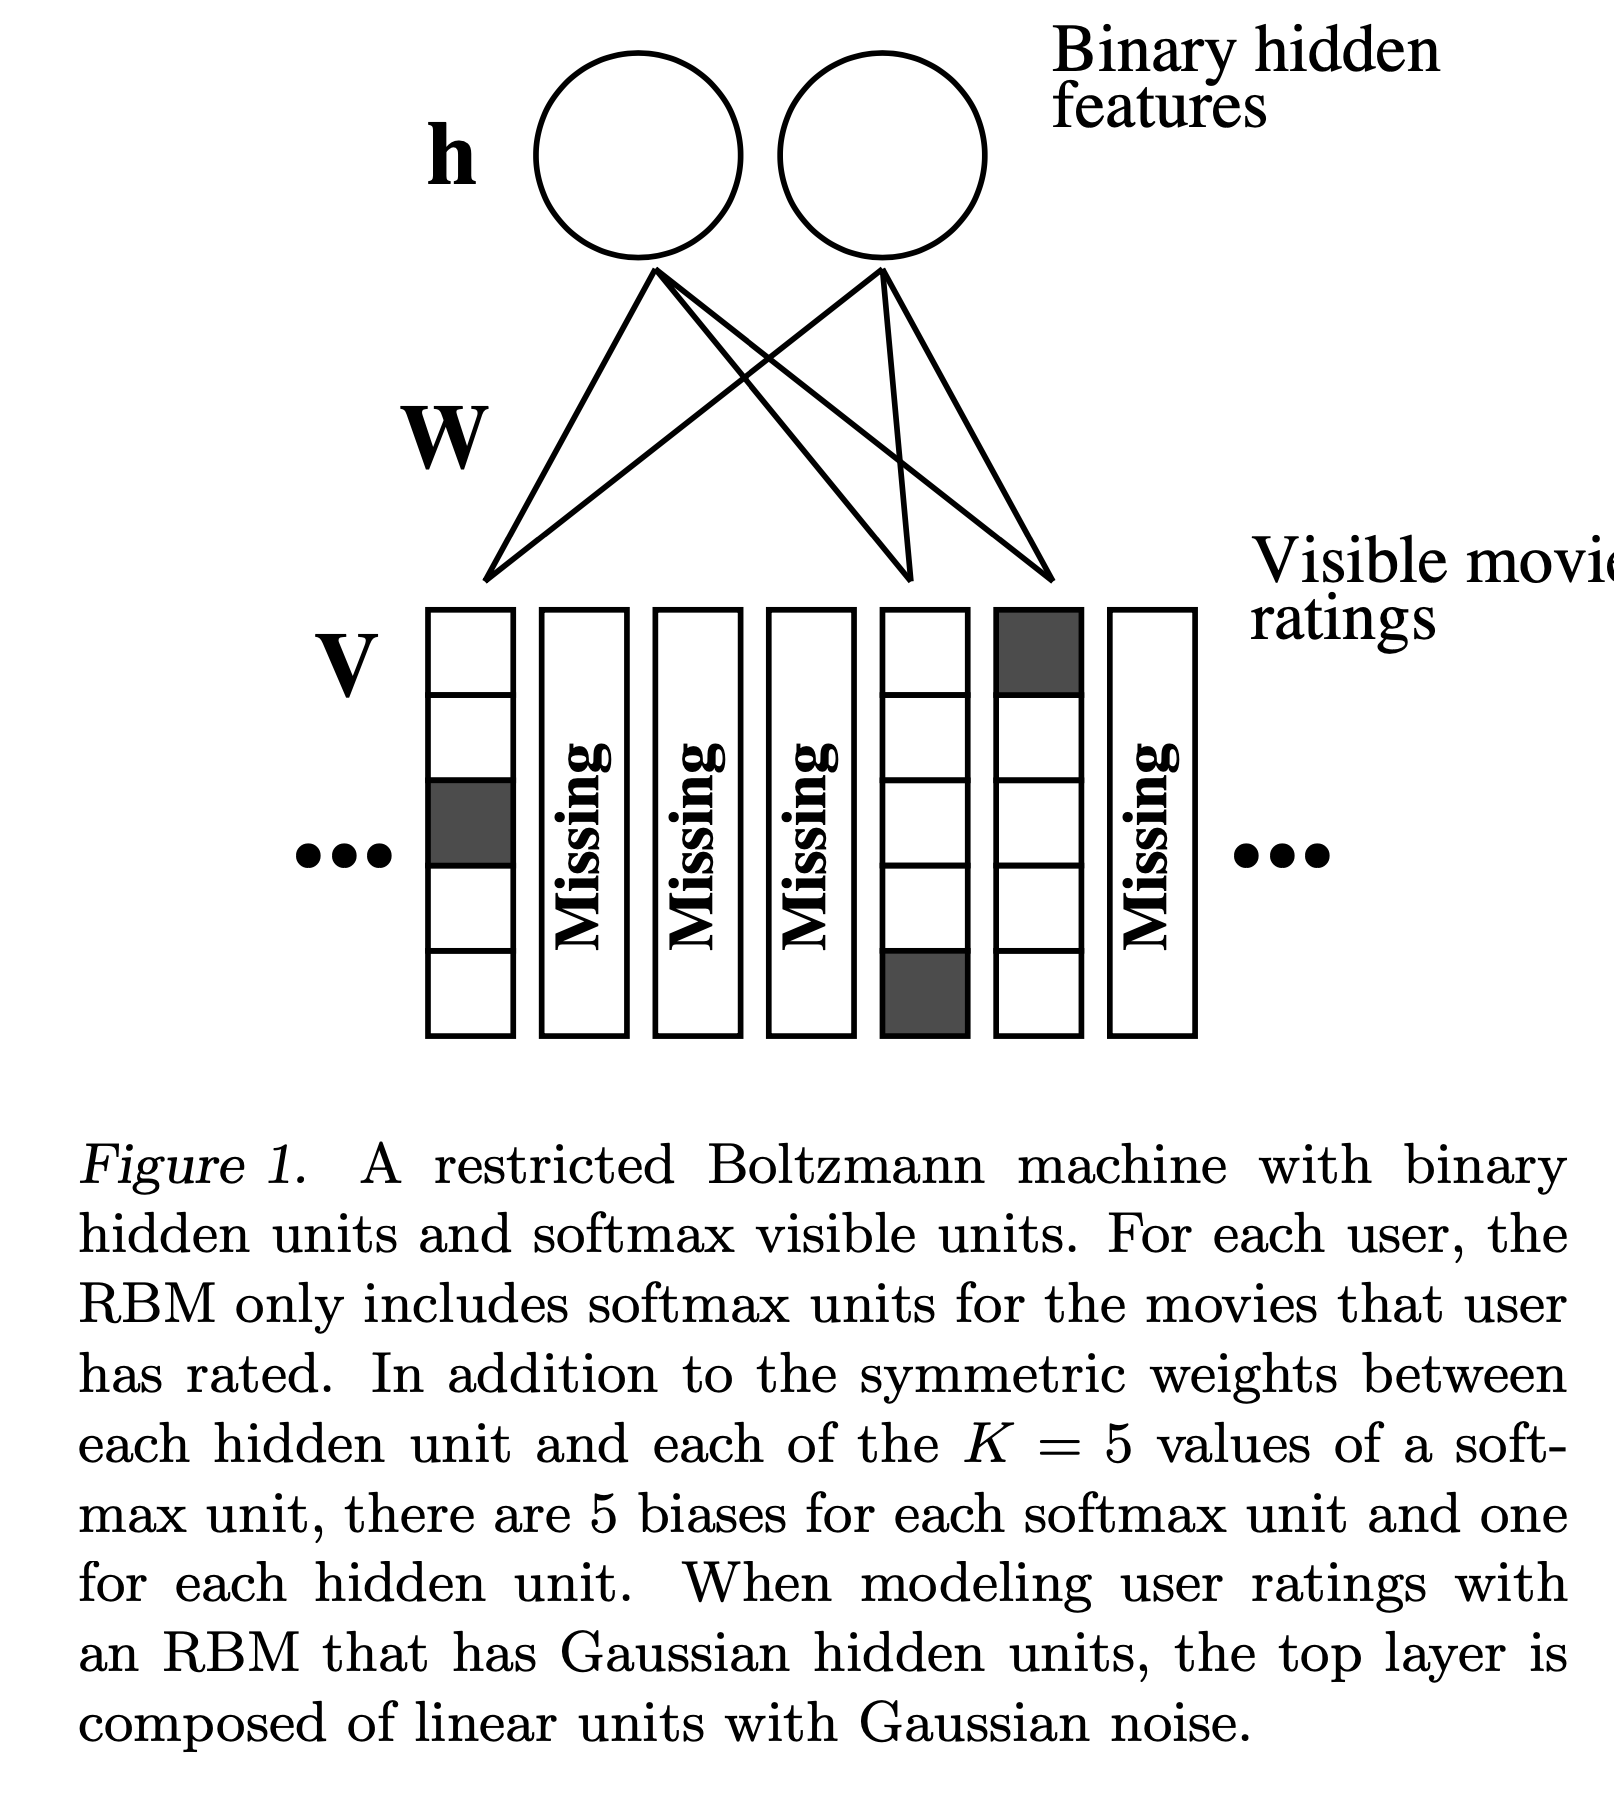 Binary hidden
features
h
W
Visible movie
ratings
V
Missing
Missing
Missing
Missing
Figure 1. A restricted Boltzmann machine with binary
hidden units and softmax visible units. For each user, the
RBM only includes softmax units for the movies that user
has rated. In addition to the symmetric weights between
each hidden unit and each of the K = 5 values of a soft-
max unit, there are 5 biases for each softmax unit and one
for each hidden unit. When modeling user ratings with
an RBM that has Gaussian hidden units, the top layer is
composed of linear units with Gaussian noise.